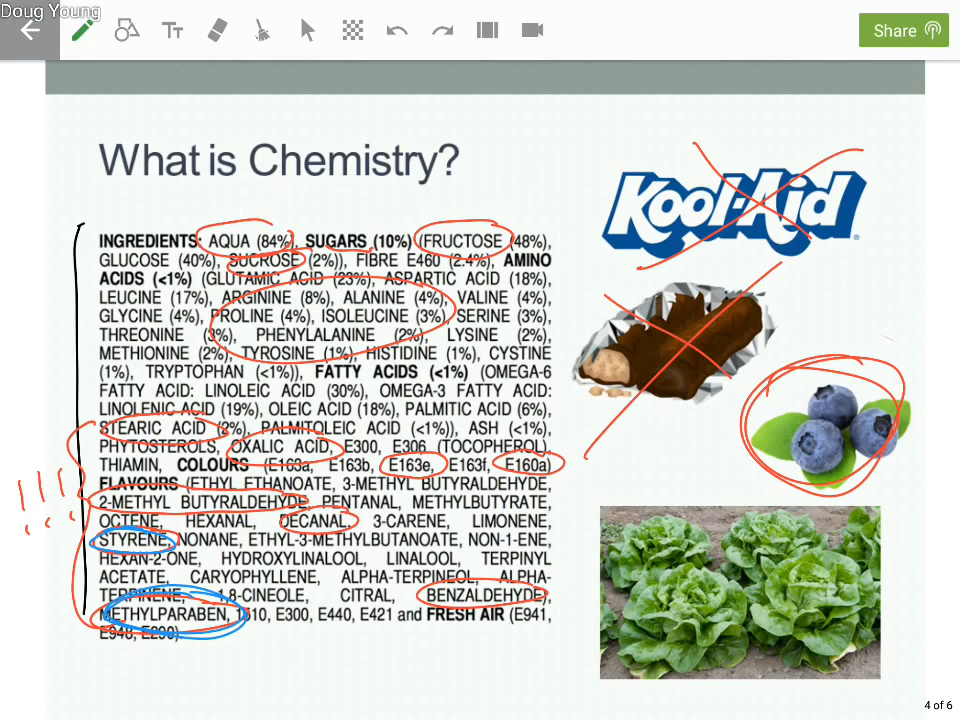 Doug Young
Share
What is Chemistry?
INGREDIENTS: AQUA (84%), SUGARS (10%) (FRUCTOSE (48%),
GLUCOSE (40%), SUCROSE (2%)), FIBRE E460 (2.4%), AMINO
ACIDS (<1%) (GLUTAMIC ACID (23%), ASPARTIC ACID (18%),
LEUCINE (17%), ARGININE (8%), ALANINE (4%), VALINE (4%),
GLYCINE (4%), PROLINE (4%), ISOLEUCINE (3%), SERINE (3%),
THREONINE (3%), PHENYLALANINE (2%), LYSINE (2%),
METHIONINE (2%), TYROSINE (1%), HISTIDINE (1%), CYSTINE
(1%), TRYPTOPHAN (<1%)), FATTY ACIDS (<1%) (OMEGA-6
FATTY ACID: LINOLEIC ACID (30%), OMEGA-3 FATTY ACID:
LINOLENIC ACID (19%), OLEIC ACID (18%), PALMITIC ACID (6%),
STEARIC ACID (2%), PALMITOLEIC ACID (<1%)), ASH (<1%),
PHYTOSTEROLS, OXALIC ACID, E300, E306 (TOCOPHEROL),
THIAMIN, COLOURS (E163a, E163b, E163e, E163f, E160a)
FLAVOURS (ETHYL ETHANOATE, 3-METHYL BUTYRALDEHYDE,
2-METHYL BUTYRALDEHYDE, PENTANAL, METHYLBUTYRATE,
OCTENE, HEXANAL, DECANAL, 3-CARENE, LIMONENE,
STYRENE, NONANE, ETHYL-3-METHYLBUTANOATE, NON-1-ENE,
HEXAN-2-ONE, HYDROXYLINALOOL, LINALOOL, TERPINYL
ACETATE, CARYOPHYLLENE, ALPHA-TERPINEOL, ALPHA-
TERPINENE, 1,8-CINEOLE, CITRAL, BENZALDEHYDE),
METHYLPARABEN, 1510, E300, E440, E421 and FRESH AIR (E941,
E948, E290).
Kool-Aid
!!!
4 of 6